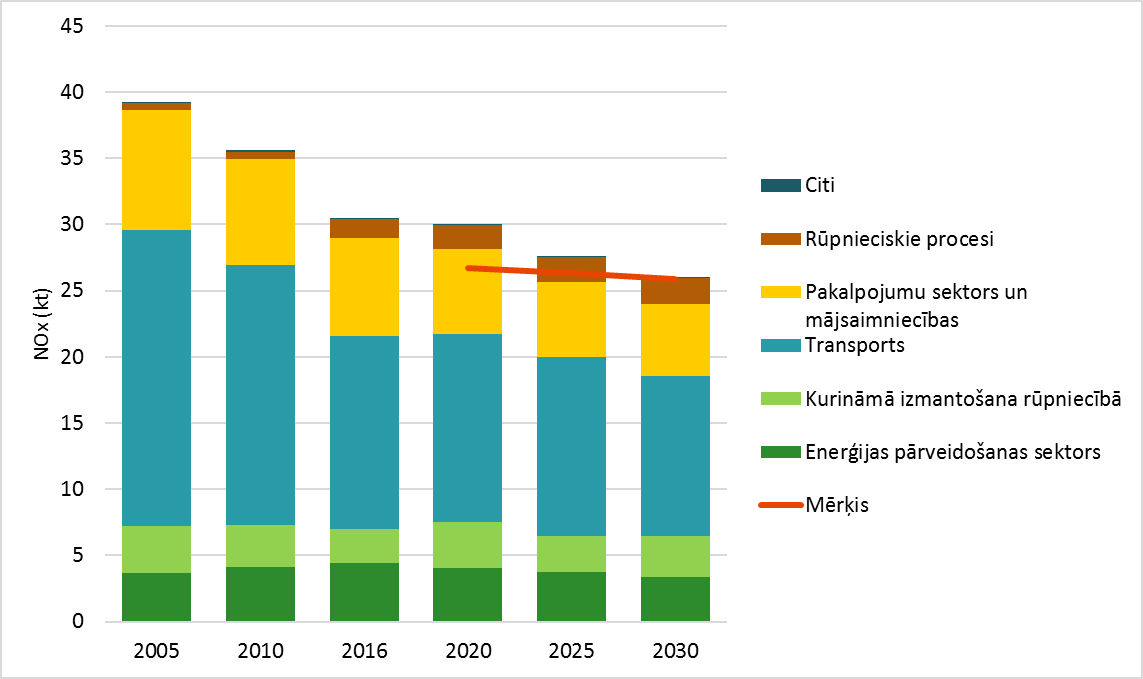 45
40
35
30
25
20
15
10
5
0
NOx (kt)
2005 2010 2016 2020 2025 2030
Citi
Rūpnieciskie procesi
Pakalpojumu sektors un
mājsaimniecības
Transports
Kurināmā izmantošana rūpniecībā
Enerģijas pārveidošanas sektors
Mērķis